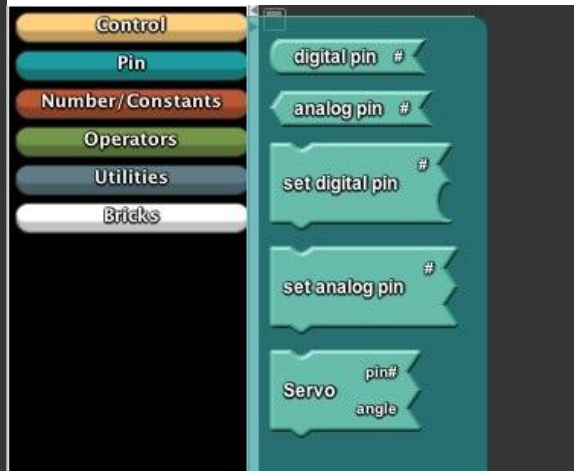 Control
Pin
Number/Constants
Operators
Utilities
Bricks
digital pin #
analog pin #
set digital pin #
set analog pin #
Servo pin#
angle